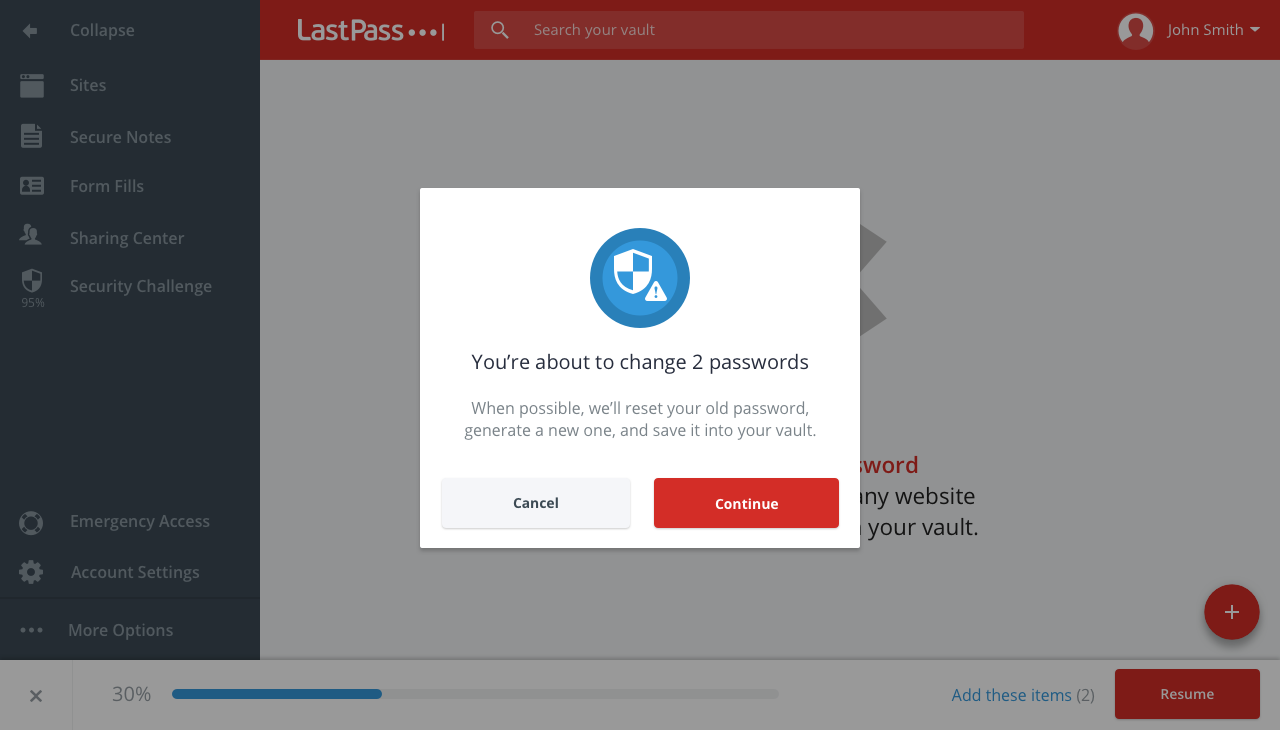 Collapse
LastPass
Search your vault
John Smith
Sites
Secure Notes
Form Fills
Sharing Center
Security Challenge
95%
You’re about to change 2 passwords
When possible, we’ll reset your old password,
generate a new one, and save it into your vault.
sword
any website
your vault.
Cancel
Continue
Emergency Access
Account Settings
More Options
30%
Add these items (2)
Resume